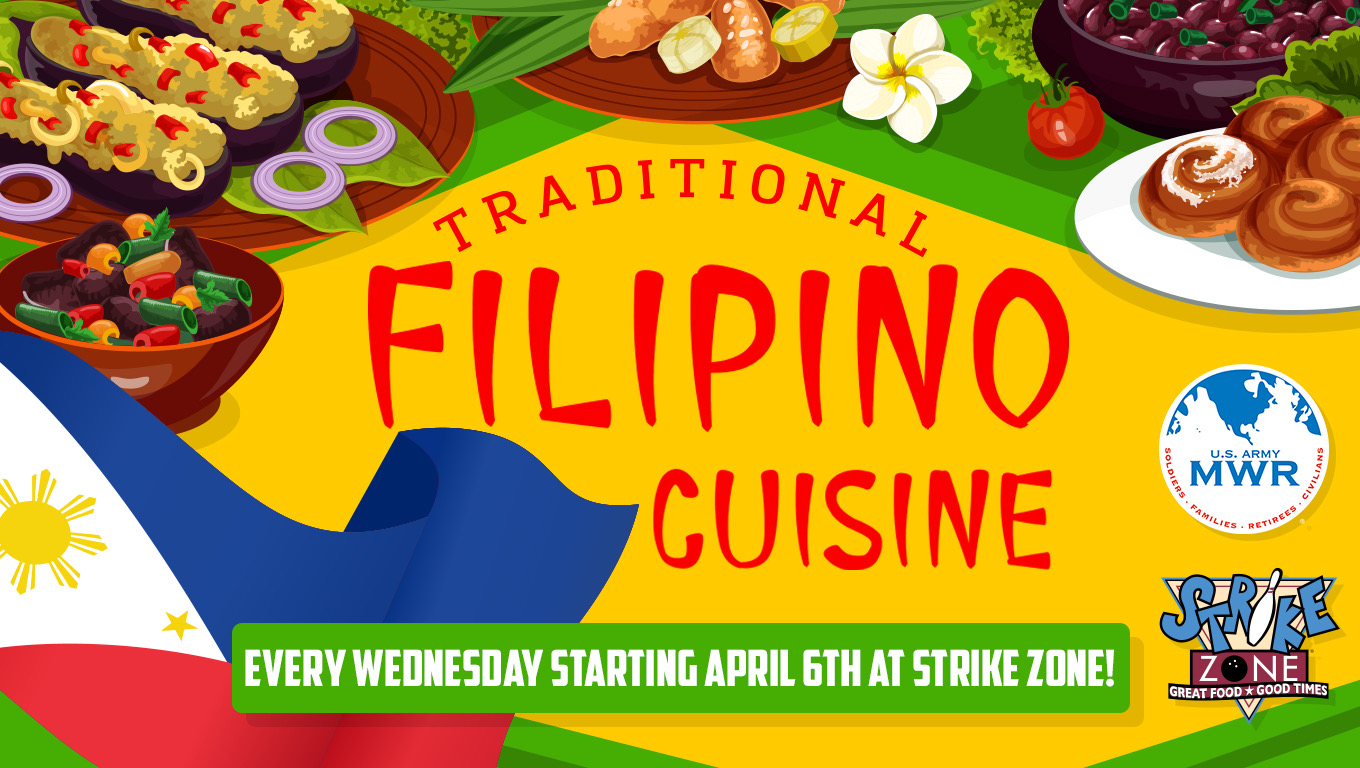 TRADITIONAL
FILIPINO
CUISINE
U.S. ARMY
MWR
SOLDIERS · FAMILIES · RETIREES · CIVILIANS
STRIKE
ZONE
GREAT FOOD ★ GOOD TIMES
EVERY WEDNESDAY STARTING APRIL 6TH AT STRIKE ZONE!